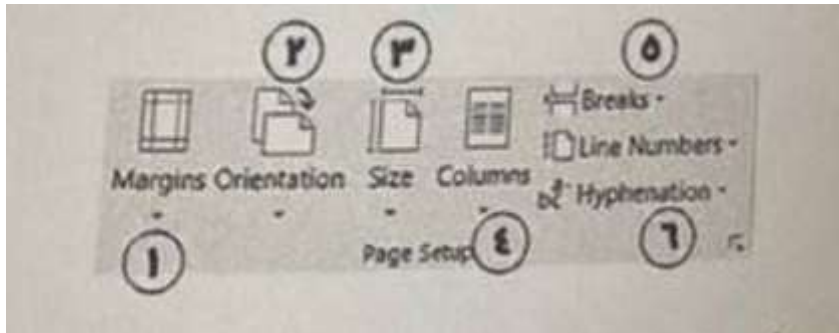 ٢ ٣ ٥
Breaks
Line Numbers
Margins Orientation Size Columns
Hyphenation
١ Page Setup ٤ ٦